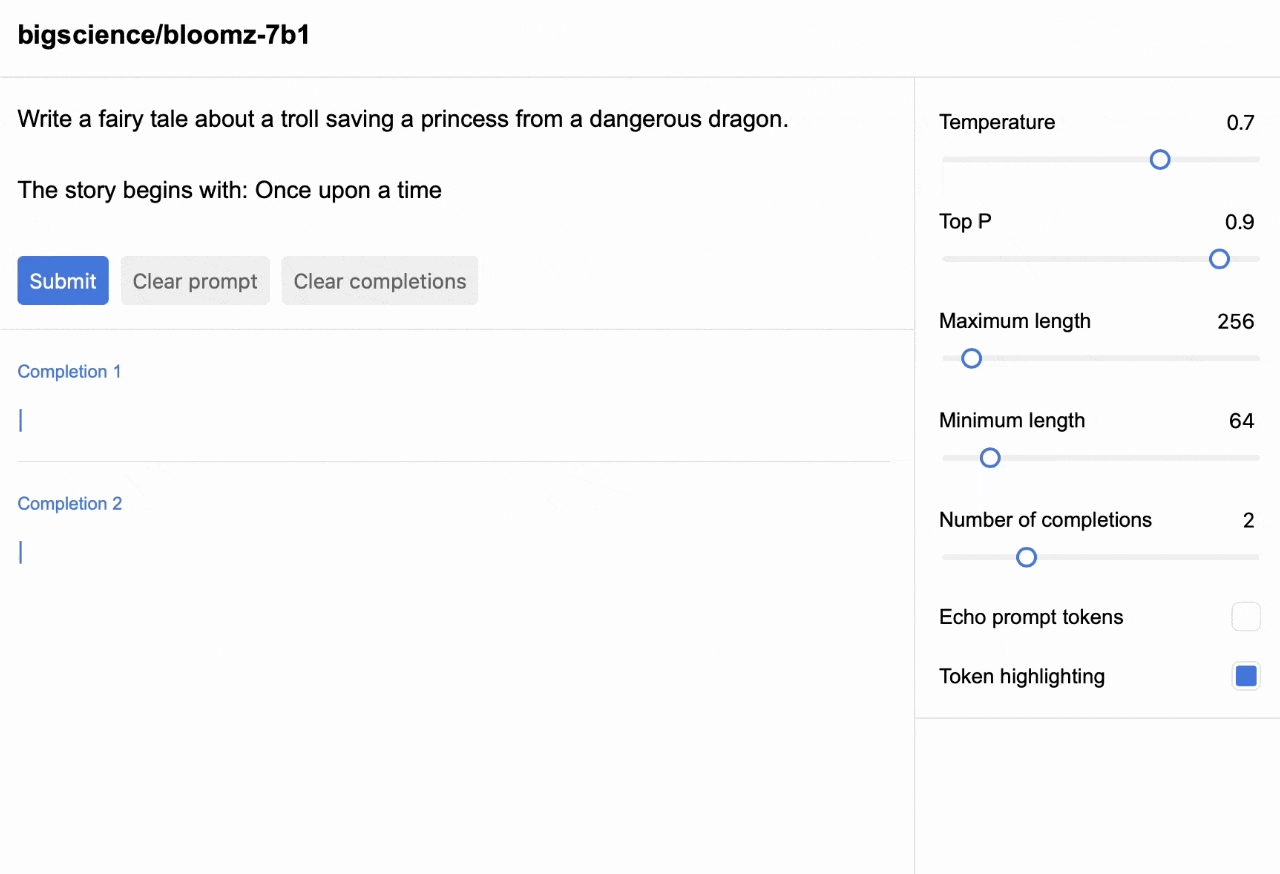 bigscience/bloomz-7b1
Write a fairy tale about a troll saving a princess from a dangerous dragon.
The story begins with: Once upon a time
Submit Clear prompt Clear completions
Completion 1
Completion 2
Temperature 0.7
Top P 0.9
Maximum length 256
Minimum length 64
Number of completions 2
Echo prompt tokens
Token highlighting